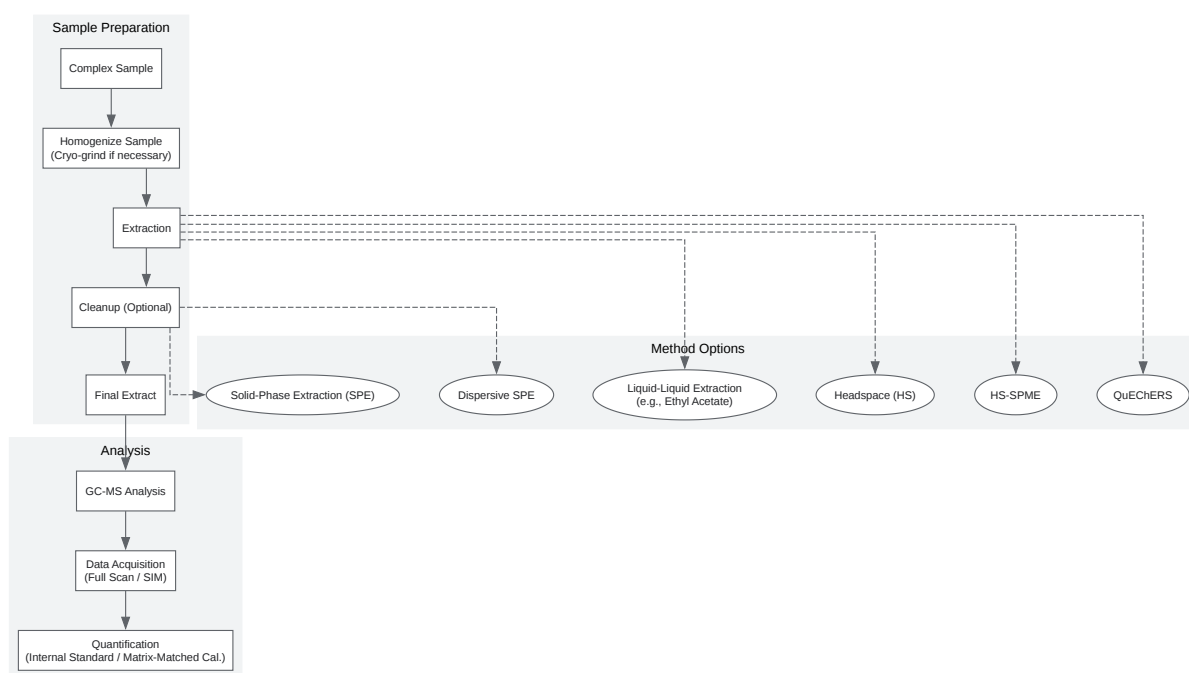 Sample Preparation
Complex Sample
Homogenize Sample
(Cryo-grind if necessary)
Extraction
Cleanup (Optional)
Final Extract
Method Options
Solid-Phase Extraction (SPE)
Dispersive SPE
Liquid-Liquid Extraction
(e.g., Ethyl Acetate)
Headspace (HS)
HS-SPME
QuEChERS
Analysis
GC-MS Analysis
Data Acquisition
(Full Scan / SIM)
Quantification
(Internal Standard / Matrix-Matched Cal.)